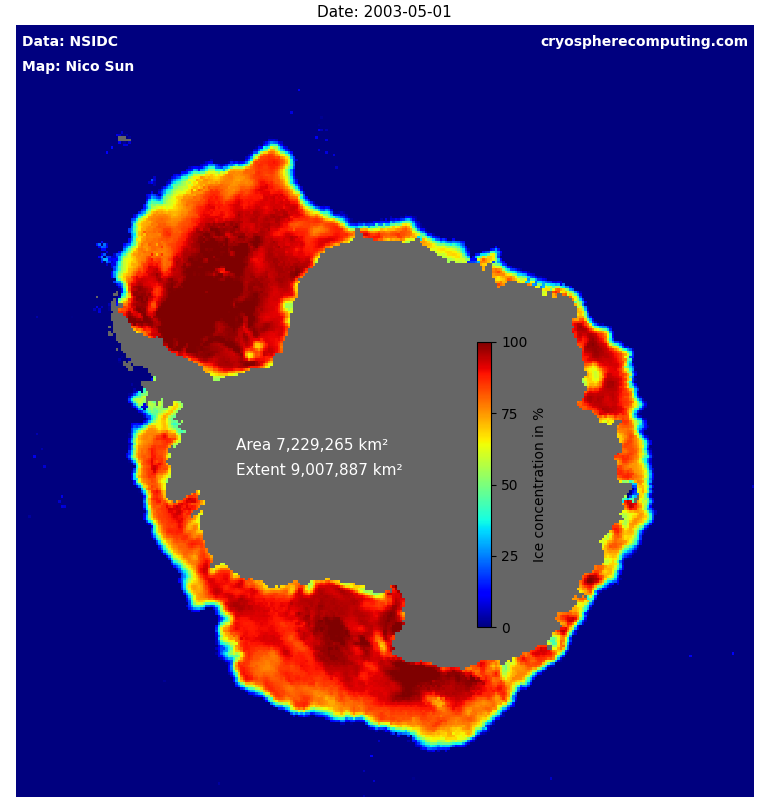 Date: 2003-05-01
Data: NSIDC
cryospherecomputing.com
Map: Nico Sun
100
75
50
25
0
Ice concentration in %
Area 7,229,265 km²
Extent 9,007,887 km²